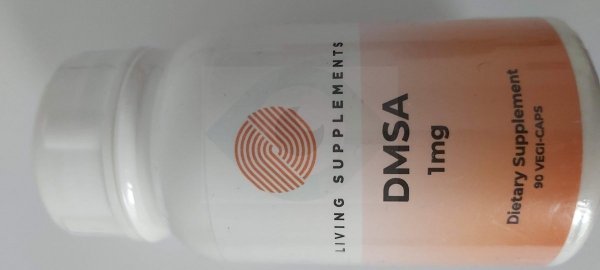 LIVING SUPPLEMENTS
DMSA
1mg
Dietary Supplement
90 VEGI-CAPS